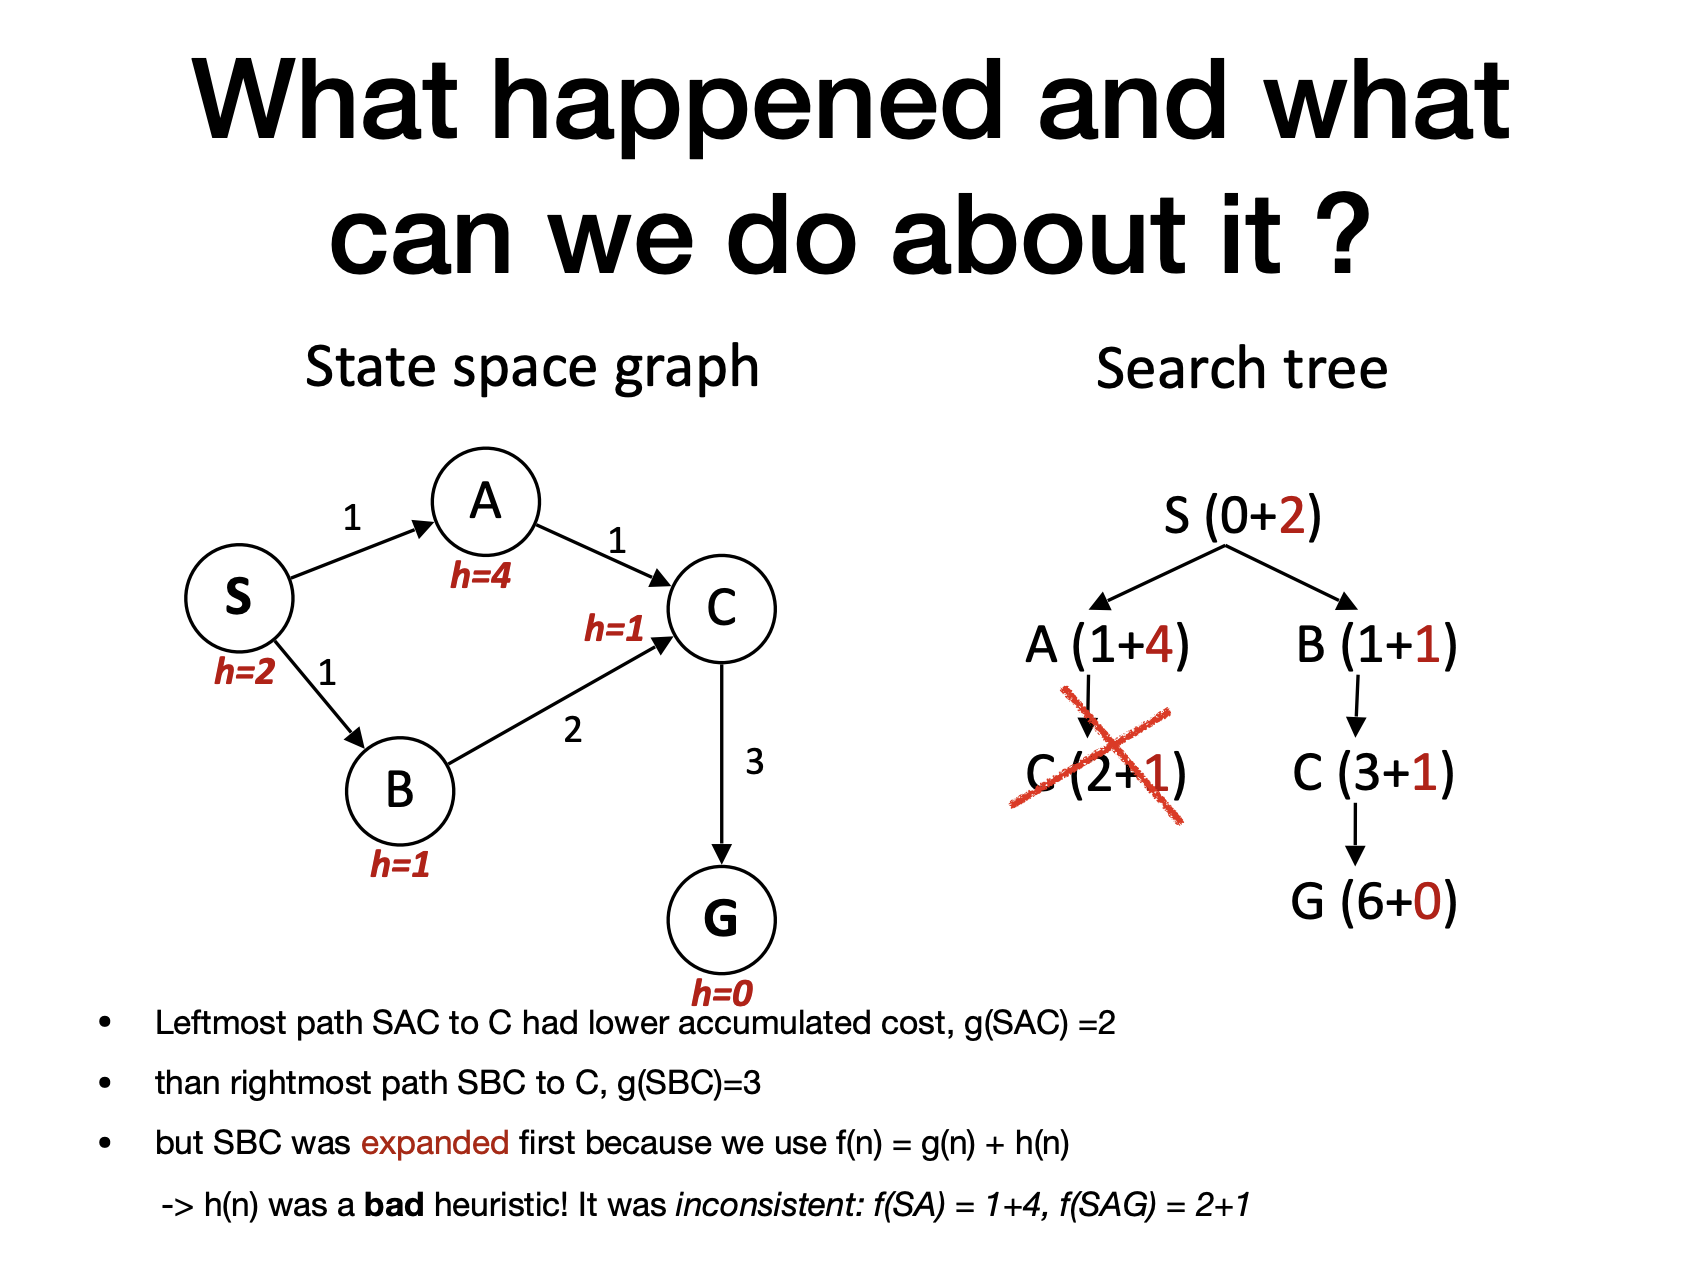 What happened and what
can we do about it ?
State space graph
Search tree
A
1
1
h=4
S
h=2
C
h=1
1
B
h=1
2
3
G
h=0
S (0+2)
A (1+4)
B (1+1)
C (2+1)
C (3+1)
G (6+0)
• Leftmost path SAC to C had lower accumulated cost, g(SAC) =2
• than rightmost path SBC to C, g(SBC)=3
• but SBC was expanded first because we use f(n) = g(n) + h(n)
-> h(n) was a bad heuristic! It was inconsistent: f(SA) = 1+4, f(SAG) = 2+1